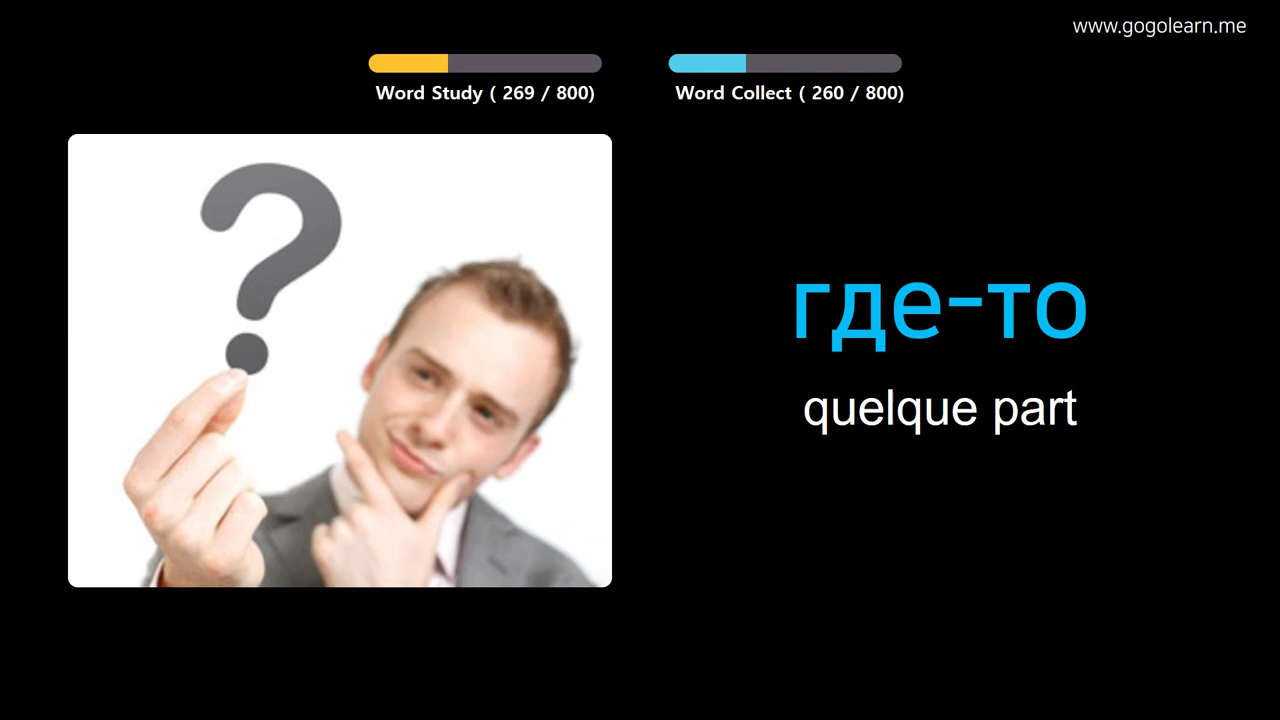 www.gogolearn.me
Word Study ( 269 / 800)
Word Collect ( 260 / 800)
?
где-то
quelque part